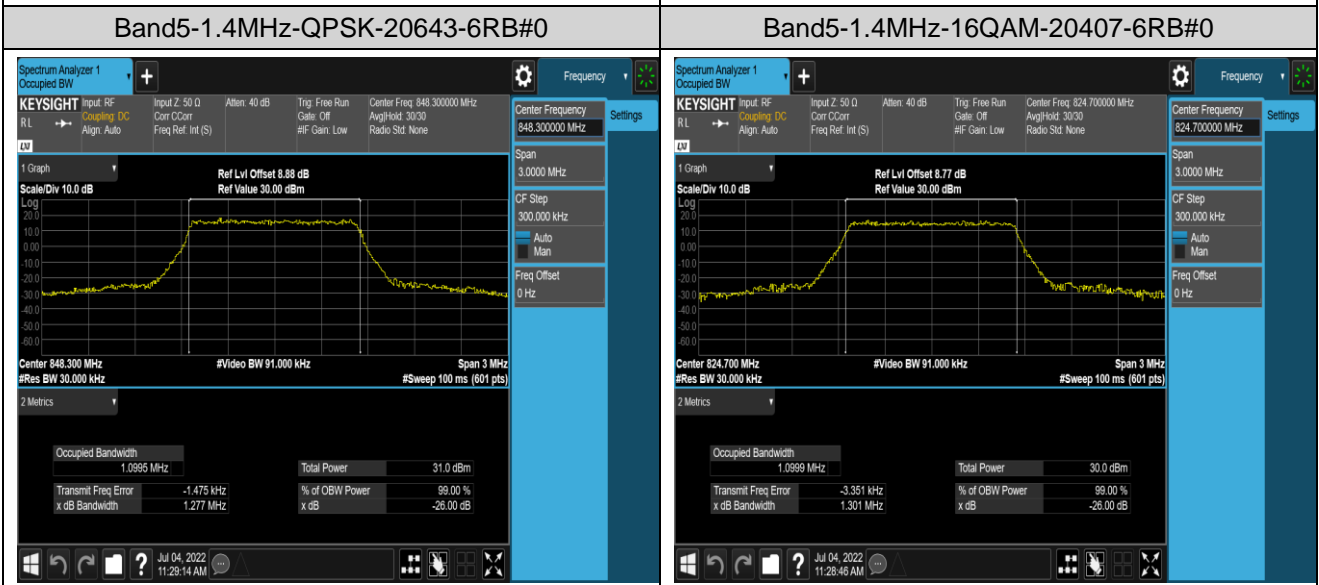 Band5-1.4MHz-QPSK-20643-6RB#0
Spectrum Analyzer 1
Occupied BW
KEYSIGHT
RL
LXI
Input: RF
Coupling: DC
Align: Auto
Input Z: 50 Ω
Corr CCorr
Freq Ref: Int (S)
Atten: 40 dB
Trig: Free Run
Gate: Off
#IF Gain: Low
Center Freq: 848.300000 MHz
Avg|Hold: 30/30
Radio Std: None
1 Graph
Scale/Div 10.0 dB
Ref Lvl Offset 8.88 dB
Ref Value 30.00 dBm
Log
20.0
10.0
0.00
-10.0
-20.0
-30.0
-40.0
-50.0
-60.0
Center 848.300 MHz
#Video BW 91.000 kHz
Span 3 MHz
#Res BW 30.000 kHz
#Sweep 100 ms (601 pts)
2 Metrics
Occupied Bandwidth
1.0995 MHz
Total Power 31.0 dBm
Transmit Freq Error -1.475 kHz
% of OBW Power 99.00 %
x dB Bandwidth 1.277 MHz
x dB -26.00 dB
?
Jul 04, 2022
11:29:14 AM
Frequency
Settings
Center Frequency
848.300000 MHz
Span
3.0000 MHz
CF Step
300.000 kHz
Auto
Man
Freq Offset
0 Hz
Band5-1.4MHz-16QAM-20407-6RB#0
Spectrum Analyzer 1
Occupied BW
KEYSIGHT
RL
LXI
Input: RF
Coupling: DC
Align: Auto
Input Z: 50 Ω
Corr CCorr
Freq Ref: Int (S)
Atten: 40 dB
Trig: Free Run
Gate: Off
#IF Gain: Low
Center Freq: 824.700000 MHz
Avg|Hold: 30/30
Radio Std: None
1 Graph
Scale/Div 10.0 dB
Ref Lvl Offset 8.77 dB
Ref Value 30.00 dBm
Log
20.0
10.0
0.00
-10.0
-20.0
-30.0
-40.0
-50.0
-60.0
Center 824.700 MHz
#Video BW 91.000 kHz
Span 3 MHz
#Res BW 30.000 kHz
#Sweep 100 ms (601 pts)
2 Metrics
Occupied Bandwidth
1.0999 MHz
Total Power 30.0 dBm
Transmit Freq Error -3.351 kHz
% of OBW Power 99.00 %
x dB Bandwidth 1.301 MHz
x dB -26.00 dB
?
Jul 04, 2022
11:28:46 AM
Frequency
Settings
Center Frequency
824.700000 MHz
Span
3.0000 MHz
CF Step
300.000 kHz
Auto
Man
Freq Offset
0 Hz